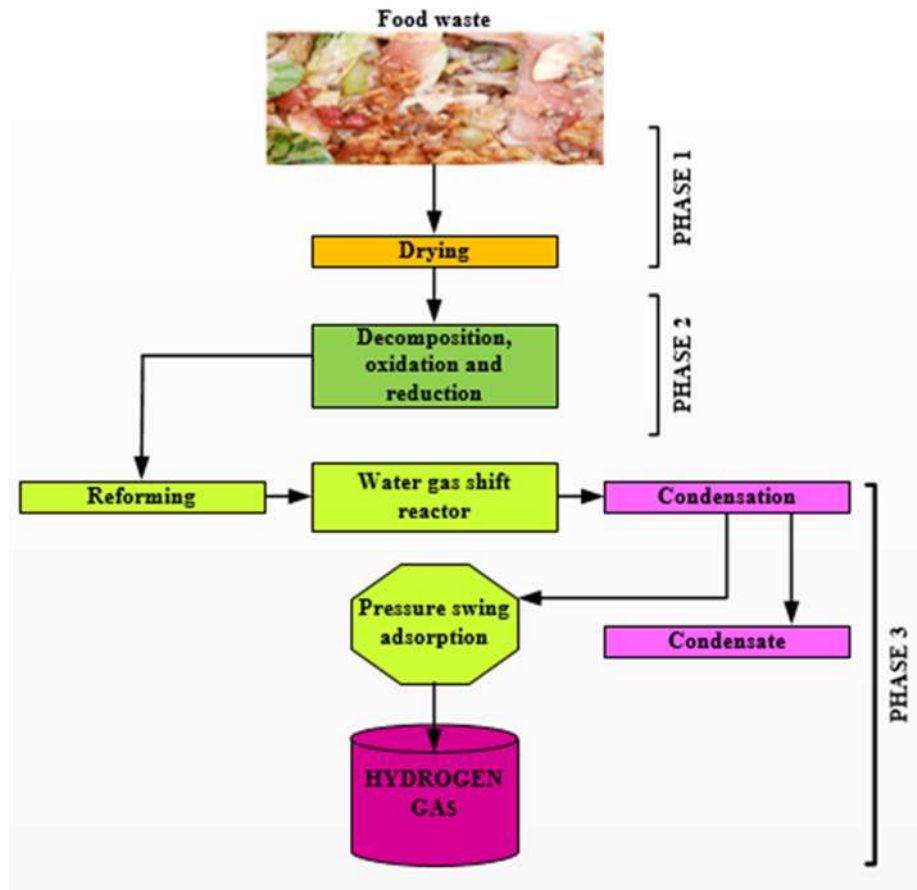 Food waste
PHASE 1
Drying
Decomposition,
oxidation and
reduction
PHASE 2
Reforming
Water gas shift
reactor
Condensation
Pressure swing
adsorption
Condensate
PHASE 3
HYDROGEN
GAS